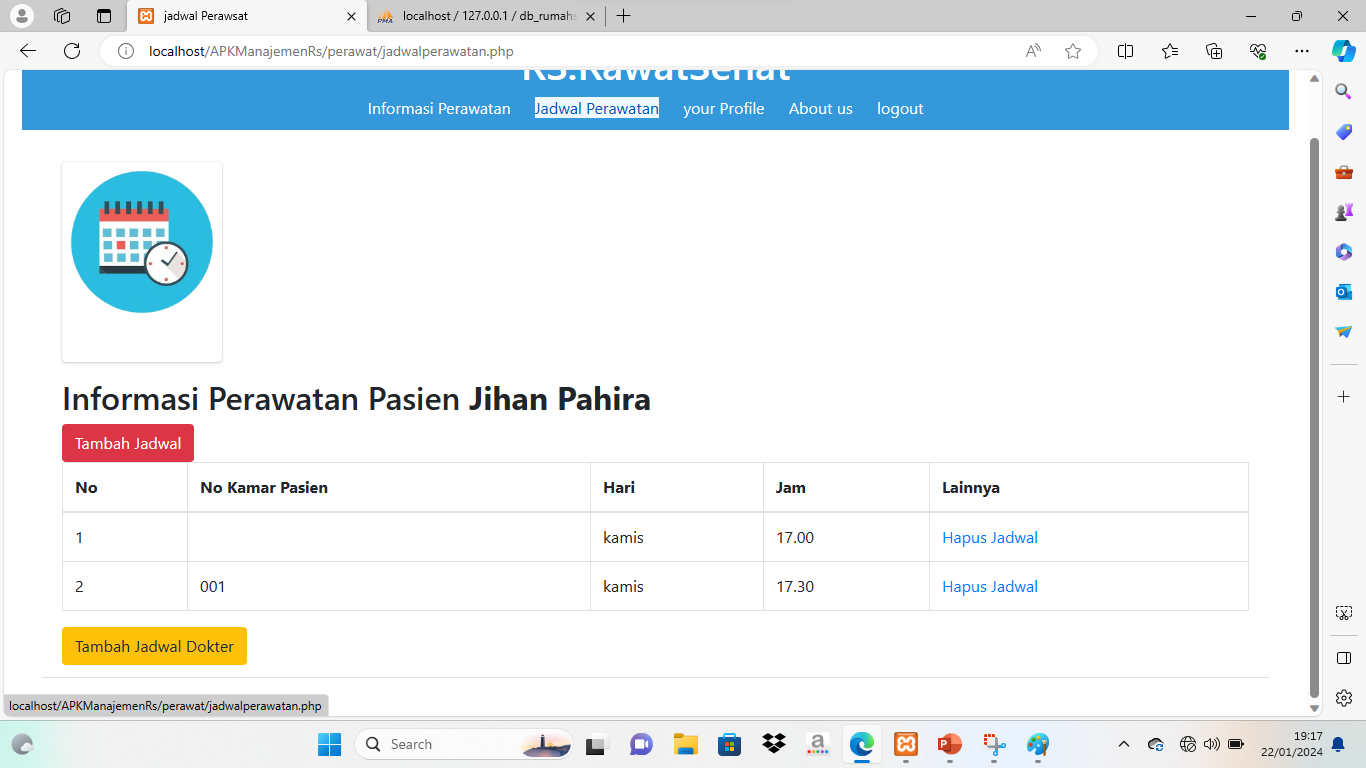 jadwal Perawsat
localhost / 127.0.0.1 / db_rumahs
localhost/APKManajemenRs/perawat/jadwalperawatan.php
RS.RawatSehat
Informasi Perawatan Jadwal Perawatan your Profile About us logout
Informasi Perawatan Pasien Jihan Pahira
Tambah Jadwal
No No Kamar Pasien Hari Jam Lainnya
1 kamis 17.00 Hapus Jadwal
2 001 kamis 17.30 Hapus Jadwal
Tambah Jadwal Dokter
localhost/APKManajemenRs/perawat/jadwalperawatan.php
Search
19:17
22/01/2024